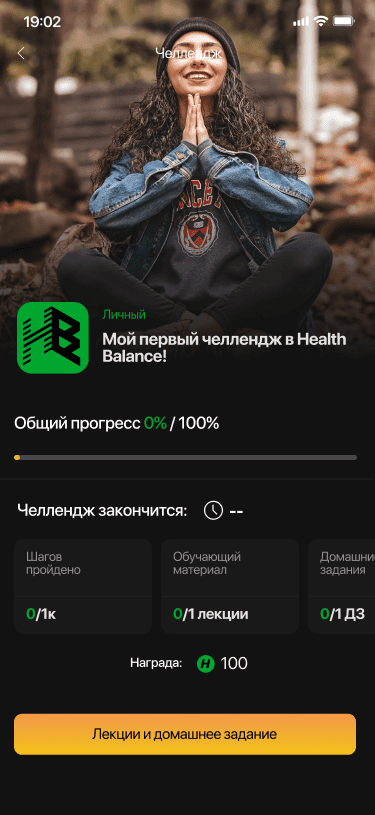 19:02
Челлендж
Личный
Мой первый челлендж в Health
Balance!
Общий прогресс 0% / 100%
Челлендж закончится: --
Шагов
пройдено
0/1к
Обучающий
материал
0/1 лекции
Домашни
задания
0/1 ДЗ
Награда: H 100
Лекции и домашнее задание